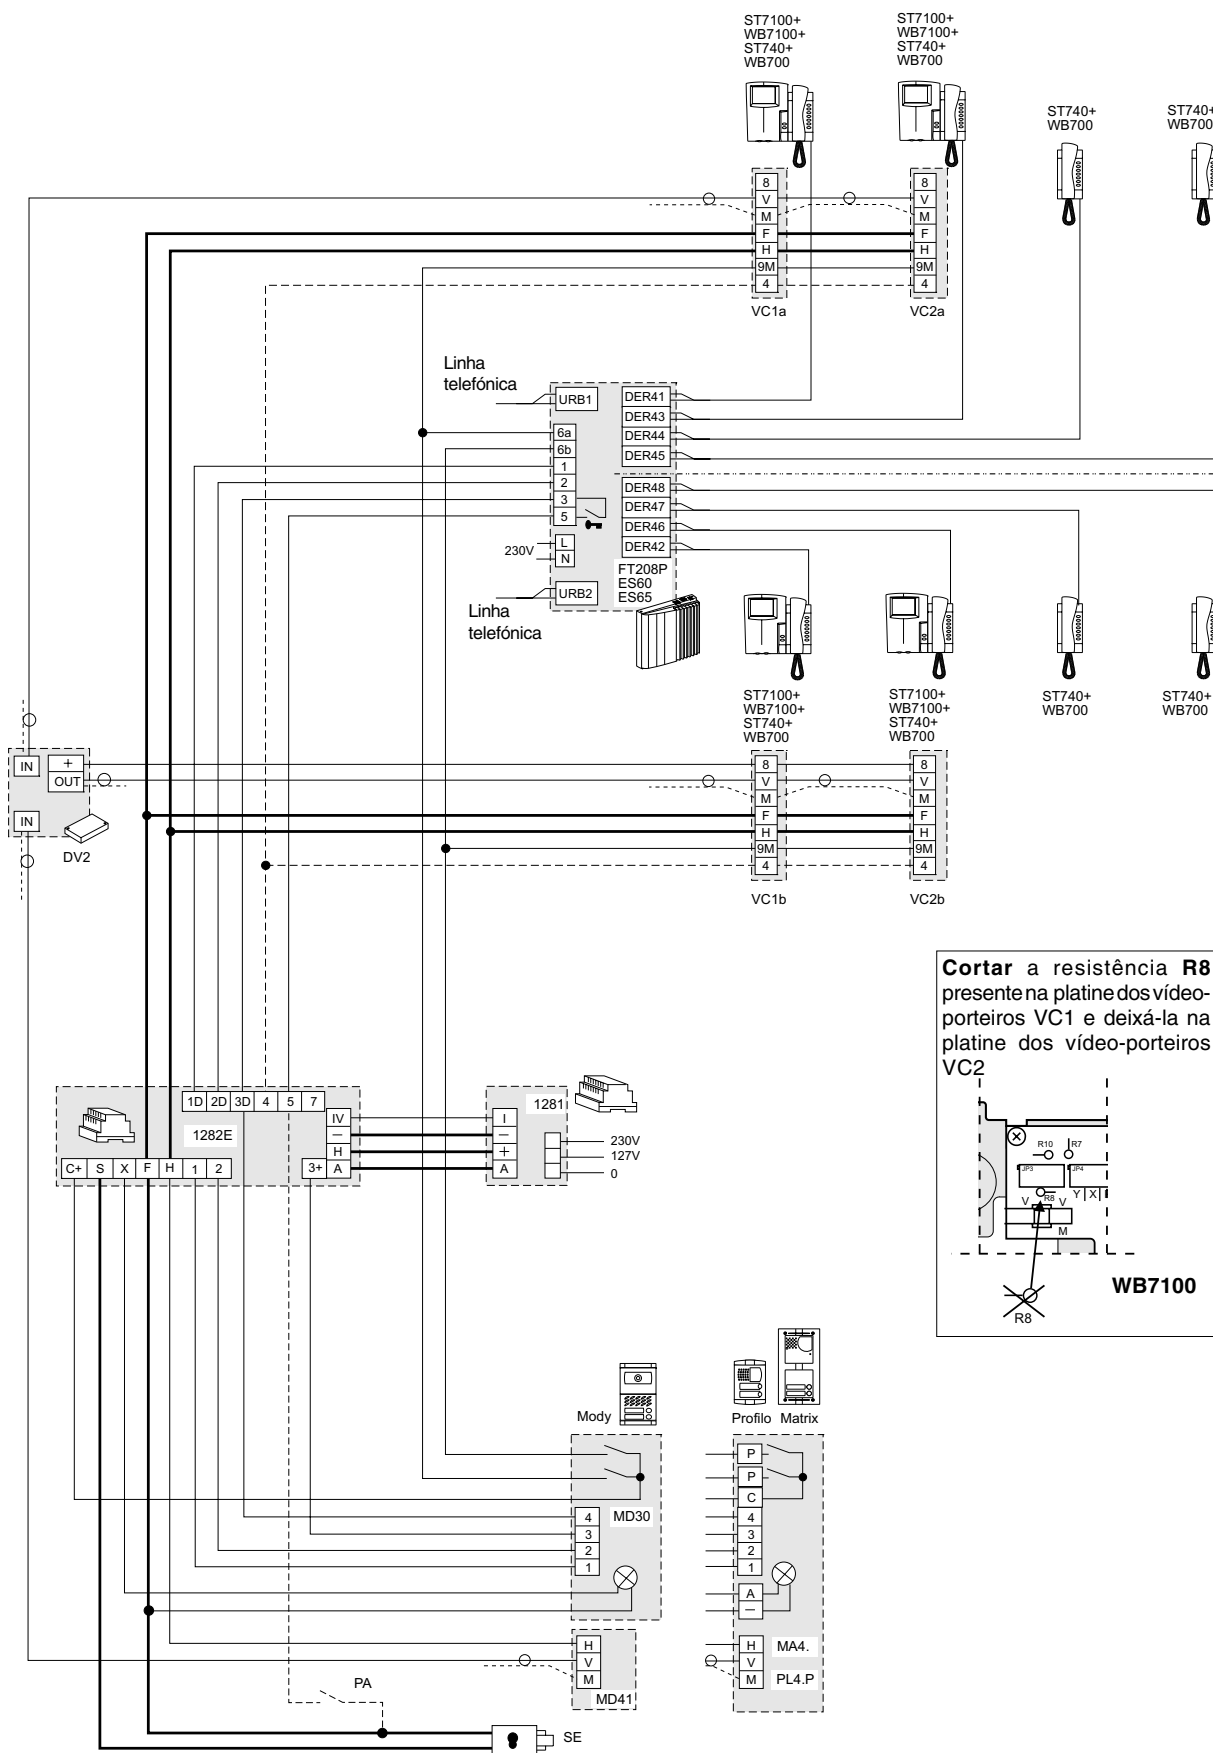 ST7100+
WB7100+
ST740+
WB700
ST7100+
WB7100+
ST740+
WB700
ST740+
WB700
ST740+
WB700
8
V
M
F
H
9M
4
VC1a
8
V
M
F
H
9M
4
VC2a
Linha
telefónica
URB1
6a
6b
1
2
3
5
230V
L
N
URB2
Linha
telefónica
DER41
DER43
DER44
DER45
DER48
DER47
DER46
DER42
FT208P
ES60
ES65
ST7100+
WB7100+
ST740+
WB700
ST7100+
WB7100+
ST740+
WB700
ST740+
WB700
ST740+
WB700
IN
+
OUT
IN
DV2
8
V
M
F
H
9M
4
VC1b
8
V
M
F
H
9M
4
VC2b
Cortar a resistência R8
presente na platine dos vídeo-
porteiros VC1 e deixá-la na
platine dos vídeo-porteiros
VC2
R10
R7
JP3
JP4
R8
V
V
Y X
M
WB7100
R8
1D 2D 3D 4 5 7
1282E
IV
–
H
3+ A
C+ S X F H 1 2
1281
I
–
+
A
230V
127V
0
Mody
Profilo Matrix
MD30
4
3
2
1
P
P
C
4
3
2
1
A
–
H
V
M
MD41
H
V
M
MA4.
PL4.P
PA
SE